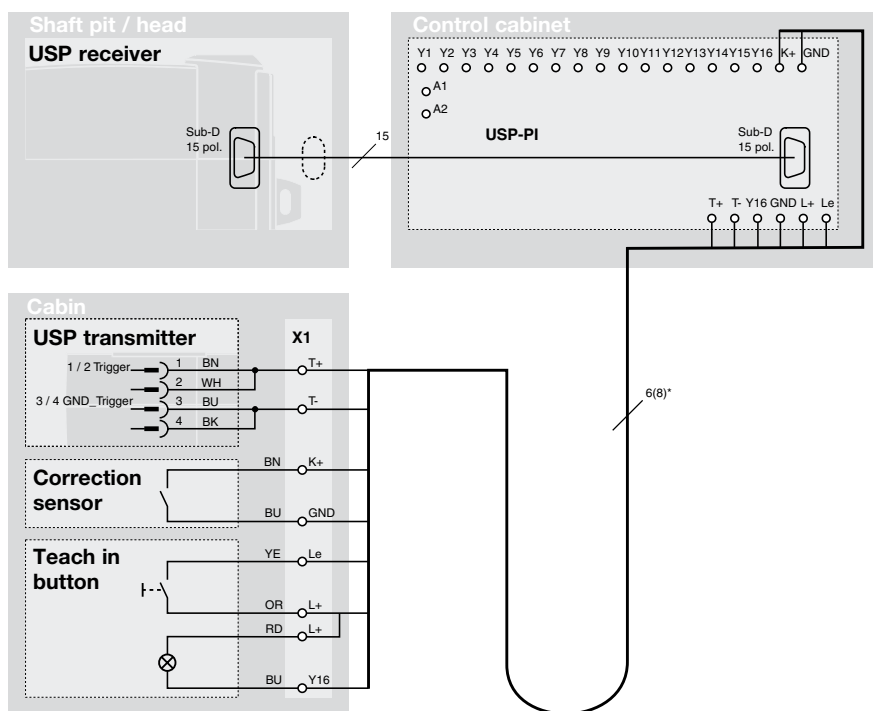 Shaft pit / head
USP receiver
Sub-D
15 pol.
15
Control cabinet
Y1 Y2 Y3 Y4 Y5 Y6 Y7 Y8 Y9 Y10 Y11 Y12 Y13 Y14 Y15 Y16 K+ GND
A1
A2
USP-PI
Sub-D
15 pol.
T+ T- Y16 GND L+ Le
Cabin
USP transmitter
X1
1 / 2 Trigger
1 BN
T+
2 WH
3 / 4 GND_Trigger
3 BU
T-
4 BK
6(8)*
Correction
sensor
BN K+
BU GND
Teach in
button
YE Le
OR L+
RD L+
BU Y16